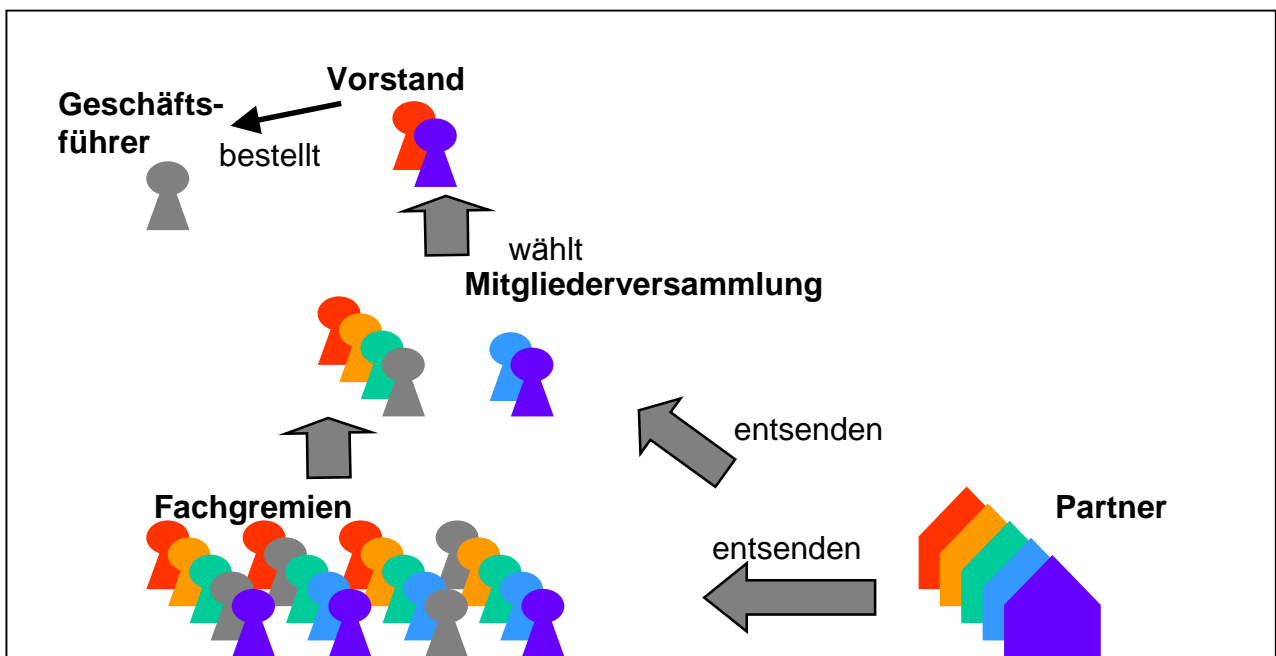 Vorstand
Geschäfts-
führer
bestellt
wählt
Mitgliederversammlung
entsenden
Fachgremien
Partner
entsenden